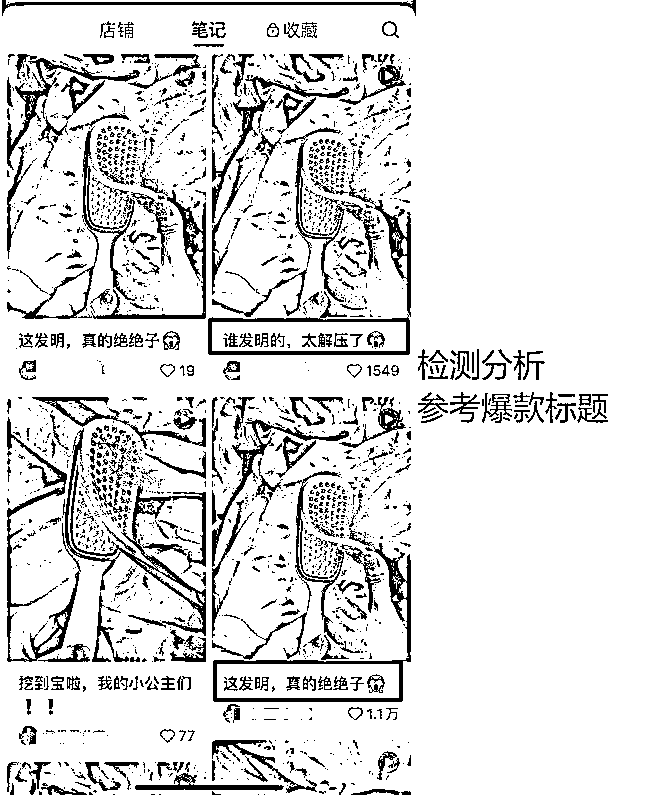 店铺
笔记
收藏
这发明，真的绝绝子😱
19
谁发明的，太解压了😱
1549
检测分析
参考爆款标题
挖到宝啦，我的小公主们
！！
77
这发明，真的绝绝子😱
1.1万